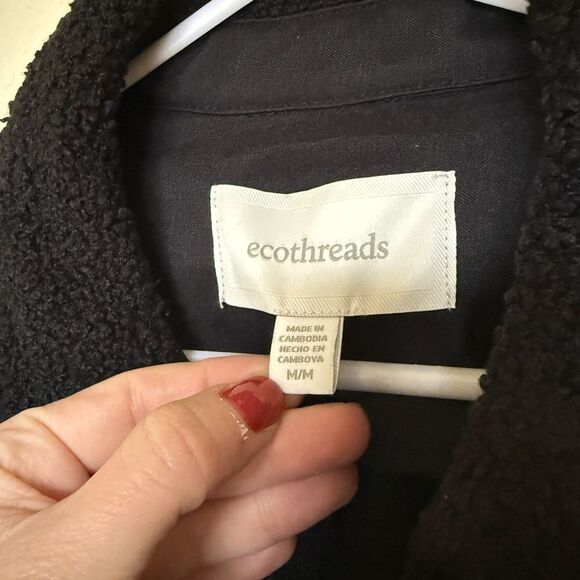 ecothreads
MADE IN
CAMBODIA
HECHO EN
CAMBOYA
M/M